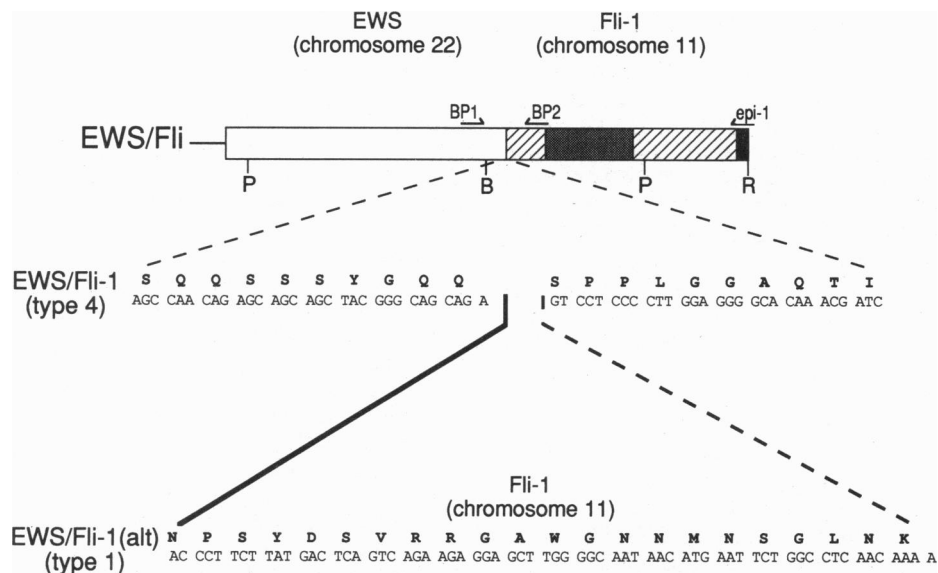 EWS Fli-1
(chromosome 22) (chromosome 11)
BP1 BP2 epi-1
EWS/Fli
P B P R
S Q Q S S S Y G Q Q S P P L G G A Q T I
EWS/Fli-1
(type 4)
AGC CAA CAG AGC AGC AGC TAC GGG CAG CAG A GT CCT CCC CTT GGA GGG GCA CAA ACG ATC
Fli-1
(chromosome 11)
EWS/Fli-1(alt)
(type 1)
N P S Y D S V R R G A W G N N M N S G L N K
AC CCT TCT TAT GAC TCA GTC AGA AGA GGA GCT TGG GGC AAT AAC ATG AAT TCT GGC CTC AAC AAA A